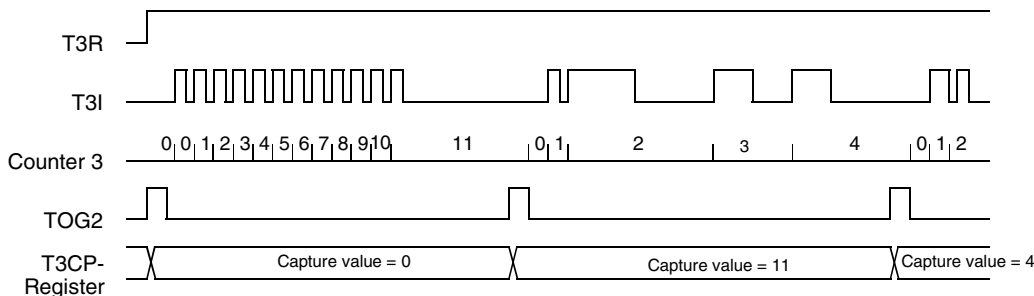 T3R
T3I
Counter 3
0 0 1 2 3 4 5 6 7 8 9 10 11 0 1 2 3 4 0 1 2
TOG2
T3CP-
Register
Capture value = 0
Capture value = 11
Capture value = 4